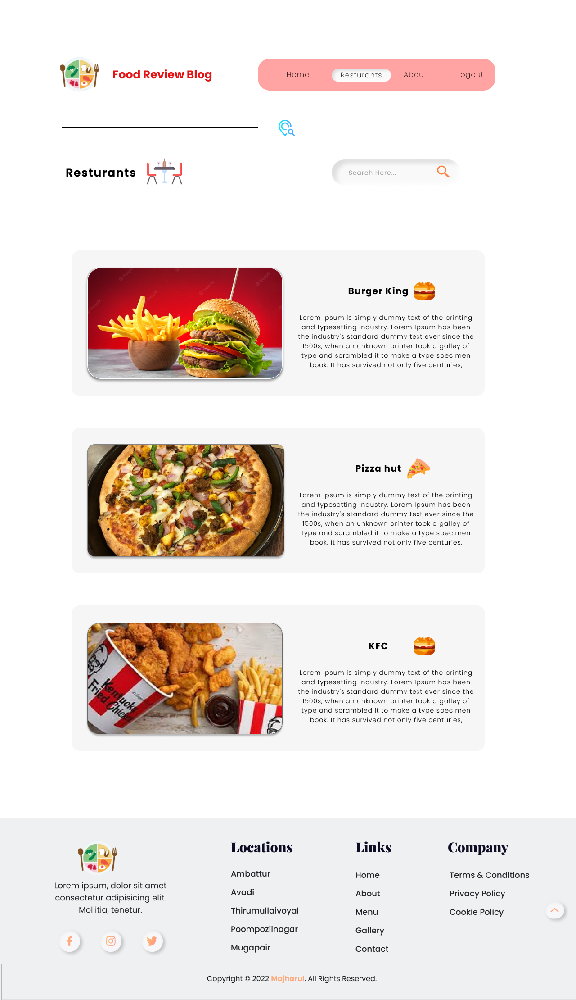 Food Review Blog
Home Resturants About Logout
Resturants
Search Here...
Burger King
Lorem Ipsum is simply dummy text of the printing
and typesetting industry. Lorem Ipsum has been
the industry's standard dummy text ever since the
1500s, when an unknown printer took a galley of
type and scrambled it to make a type specimen
book. It has survived not only five centuries,
Pizza hut
Lorem Ipsum is simply dummy text of the printing
and typesetting industry. Lorem Ipsum has been
the industry's standard dummy text ever since the
1500s, when an unknown printer took a galley of
type and scrambled it to make a type specimen
book. It has survived not only five centuries,
Kentucky
Fried Chicken
KFC
Lorem Ipsum is simply dummy text of the printing
and typesetting industry. Lorem Ipsum has been
the industry's standard dummy text ever since the
1500s, when an unknown printer took a galley of
type and scrambled it to make a type specimen
book. It has survived not only five centuries,
Lorem ipsum, dolor sit amet
consectetur adipisicing elit.
Mollitia, tenetur.
Locations
Ambattur
Avadi
Thirumullaivoyal
Poompozilnagar
Mugapair
Links
Home
About
Menu
Gallery
Contact
Company
Terms & Conditions
Privacy Policy
Cookie Policy
Copyright © 2022 Majharul. All Rights Reserved.